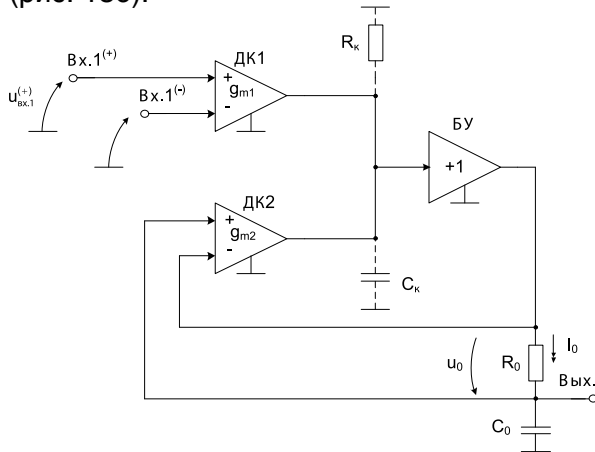 (рис. 180).
Rк
ДК1
Вх.1(+)
+
gm1
-
u(+)вх.1
Вх.1(-)
БУ
+1
ДК2
+
gm2
-
Cк
u0
R0
I0
Вых.
C0